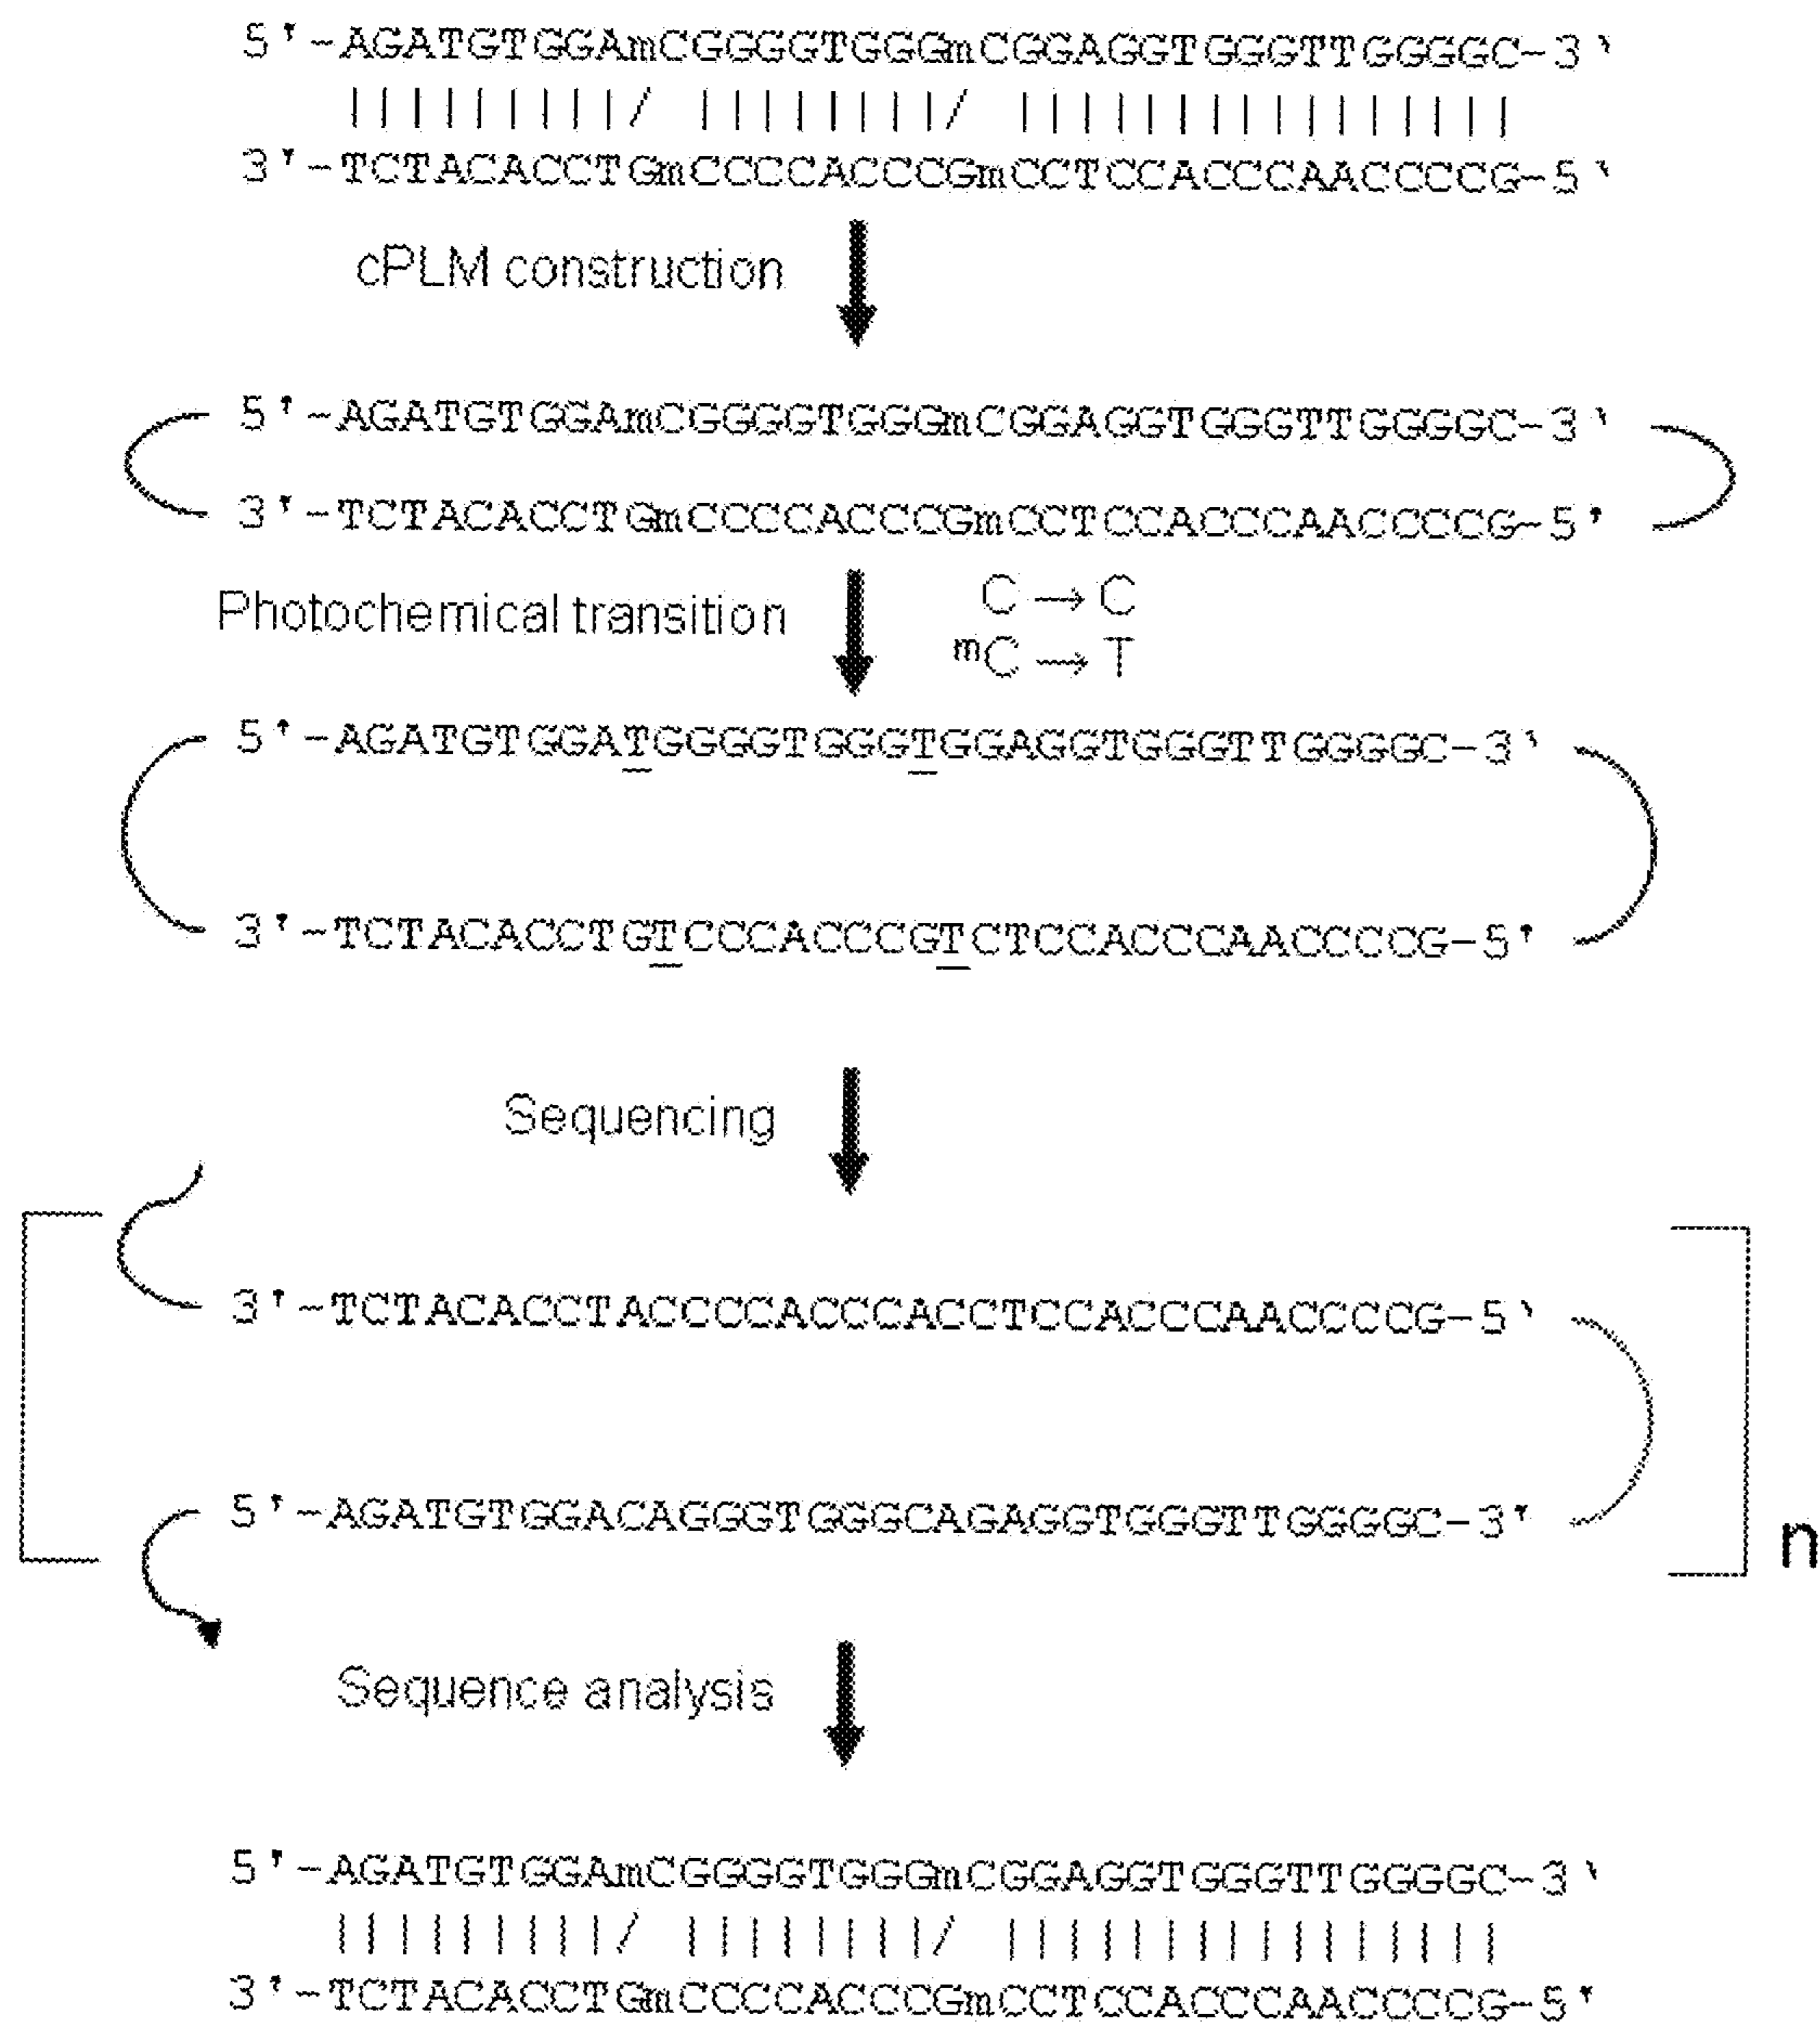 5'-AGATGTGGAmCGGGGTGGGmCGGAGGTGGGTTGGGGC-3'
3'-TCTACACCTGmCCCCACCCGmCCTCCACCCAACCCCG-5'
cPLM construction
5'-AGATGTGGAmCGGGGTGGGmCGGAGGTGGGTTGGGGC-3'
3'-TCTACACCTGmCCCCACCCGmCCTCCACCCAACCCCG-5'
Photochemical transition
C → C
mC → T
5'-AGATGTGGATGGGGTGGGTGGAGGTGGGTTGGGGC-3'
3'-TCTACACCTGTCCCACCCGTCTCCACCCAACCCCG-5'
Sequencing
3'-TCTACACCTACCCCACCCACCTCCACCCAACCCCG-5'
5'-AGATGTGGACAGGGTGGGCAGAGGTGGGTTGGGGC-3'
n
Sequence analysis
5'-AGATGTGGAmCGGGGTGGGmCGGAGGTGGGTTGGGGC-3'
3'-TCTACACCTGmCCCCACCCGmCCTCCACCCAACCCCG-5'